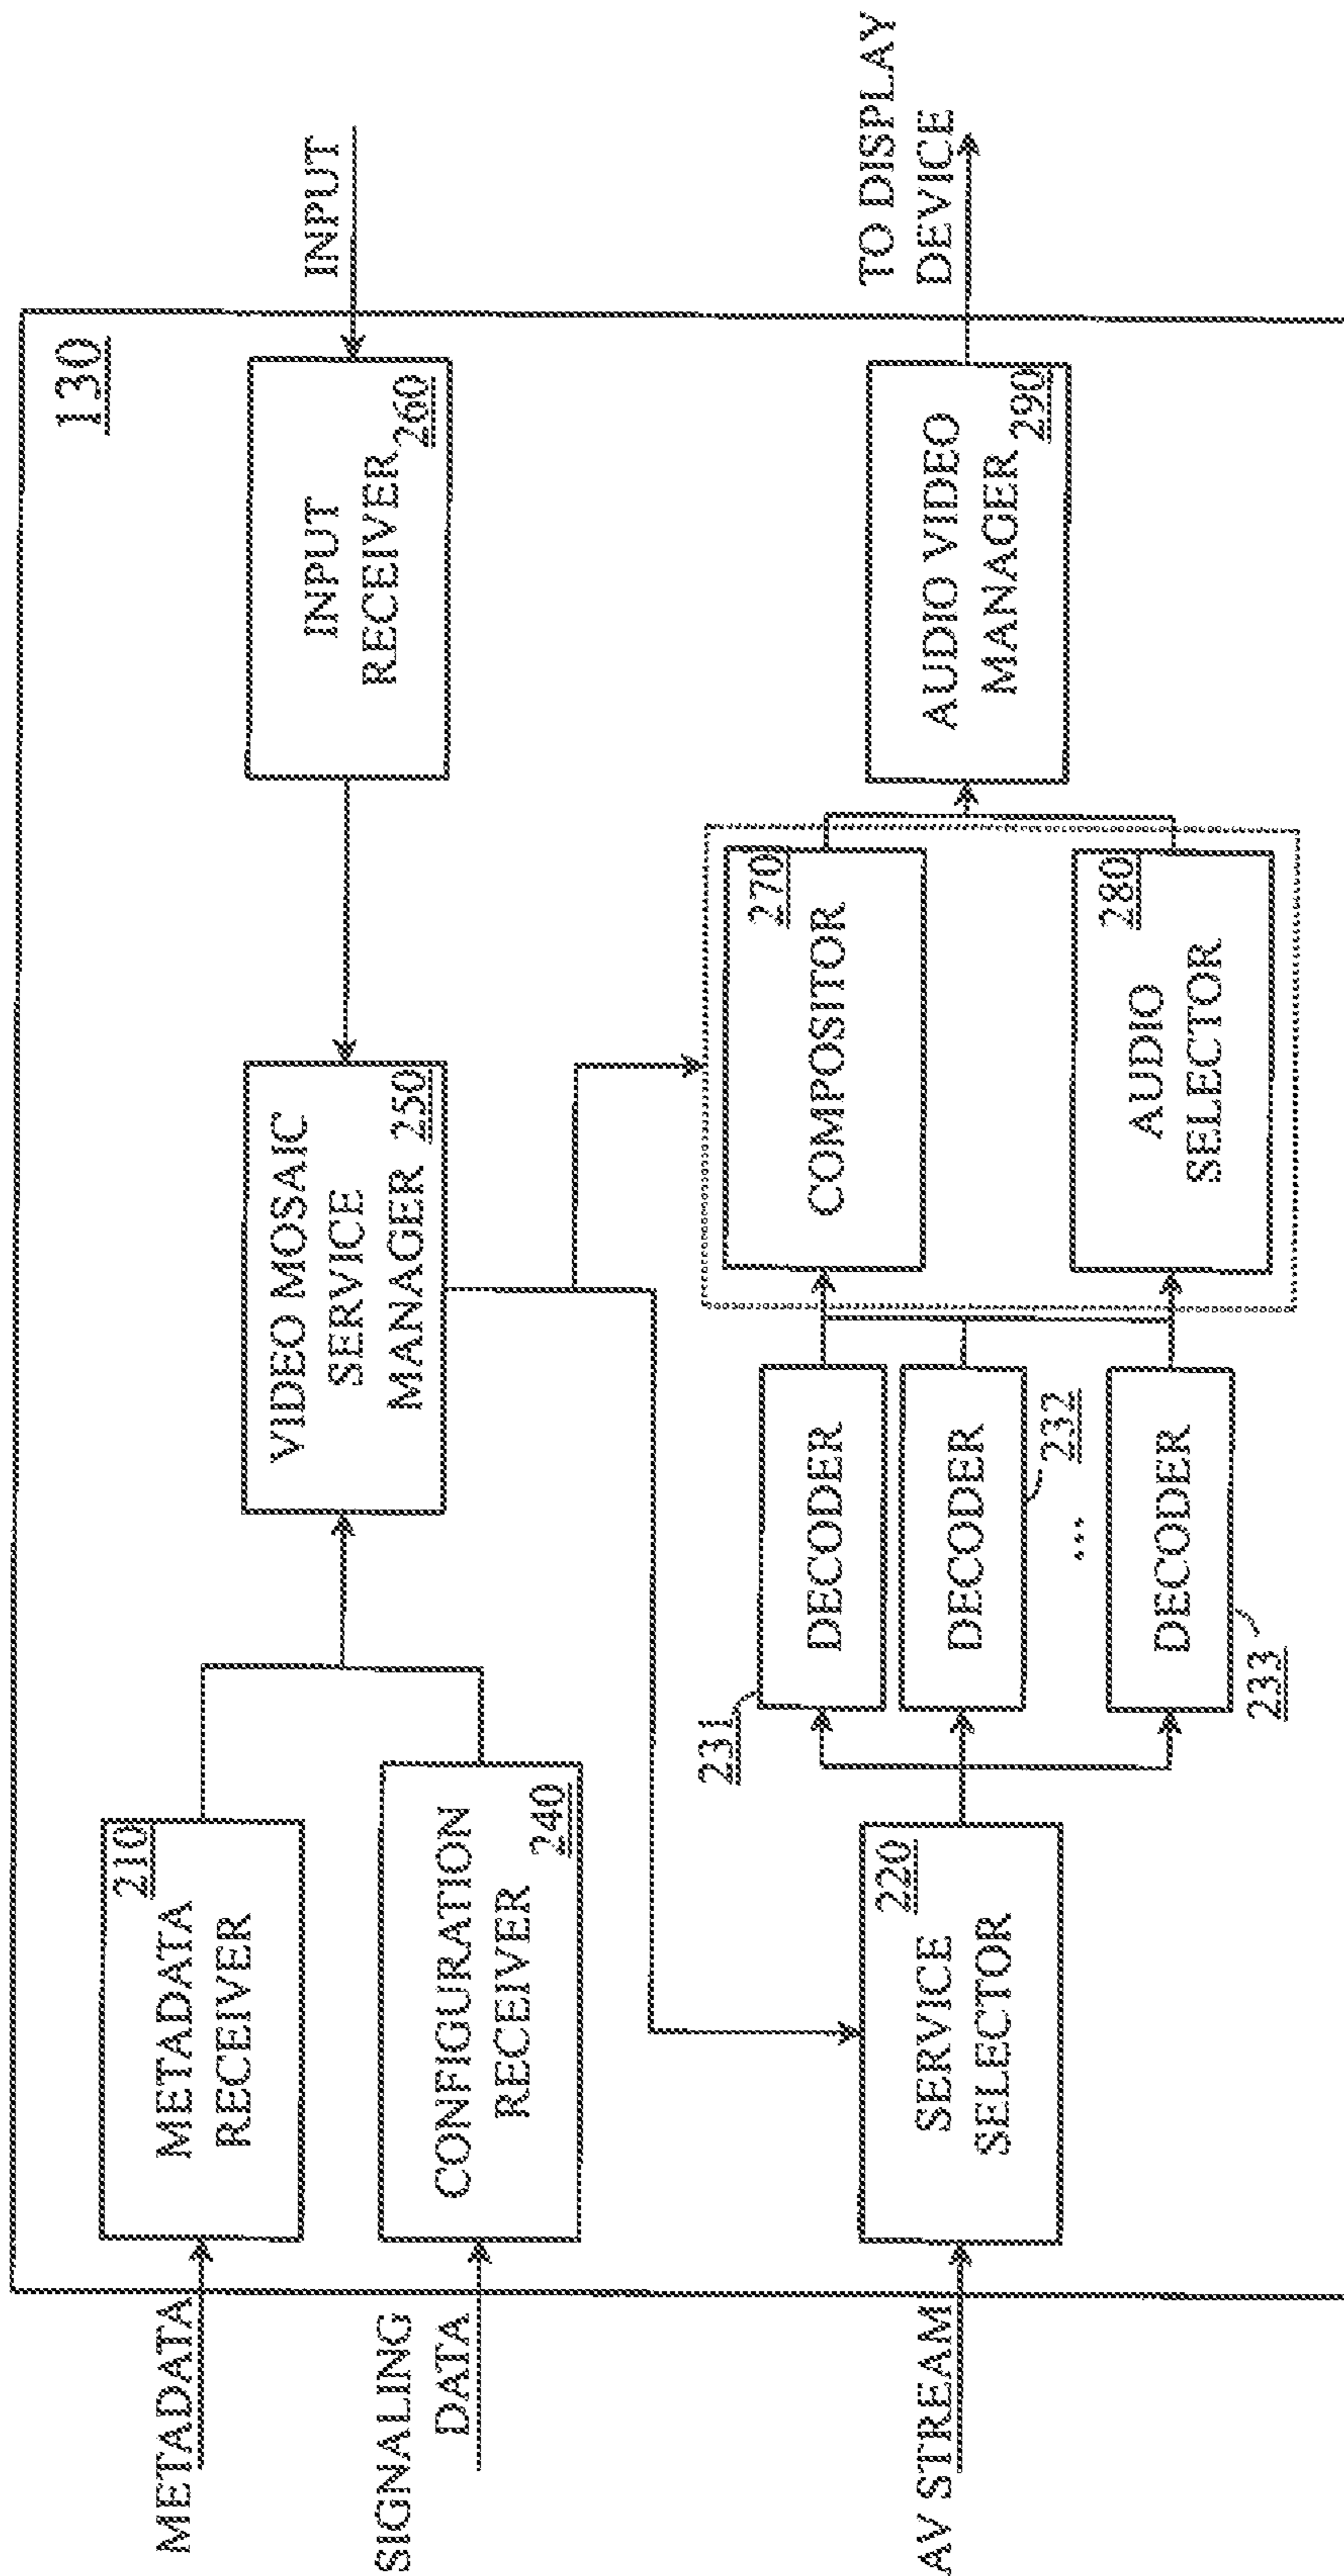 130
METADATA
METADATA
RECEIVER
210
SIGNALING
DATA
CONFIGURATION
RECEIVER
240
VIDEO MOSAIC
SERVICE
MANAGER
250
INPUT
RECEIVER
260
INPUT
AV STREAM
SERVICE
SELECTOR
220
231
DECODER
DECODER
232
...
DECODER
233
COMPOSITOR
270
AUDIO
SELECTOR
280
AUDIO VIDEO
MANAGER
290
TO DISPLAY
DEVICE